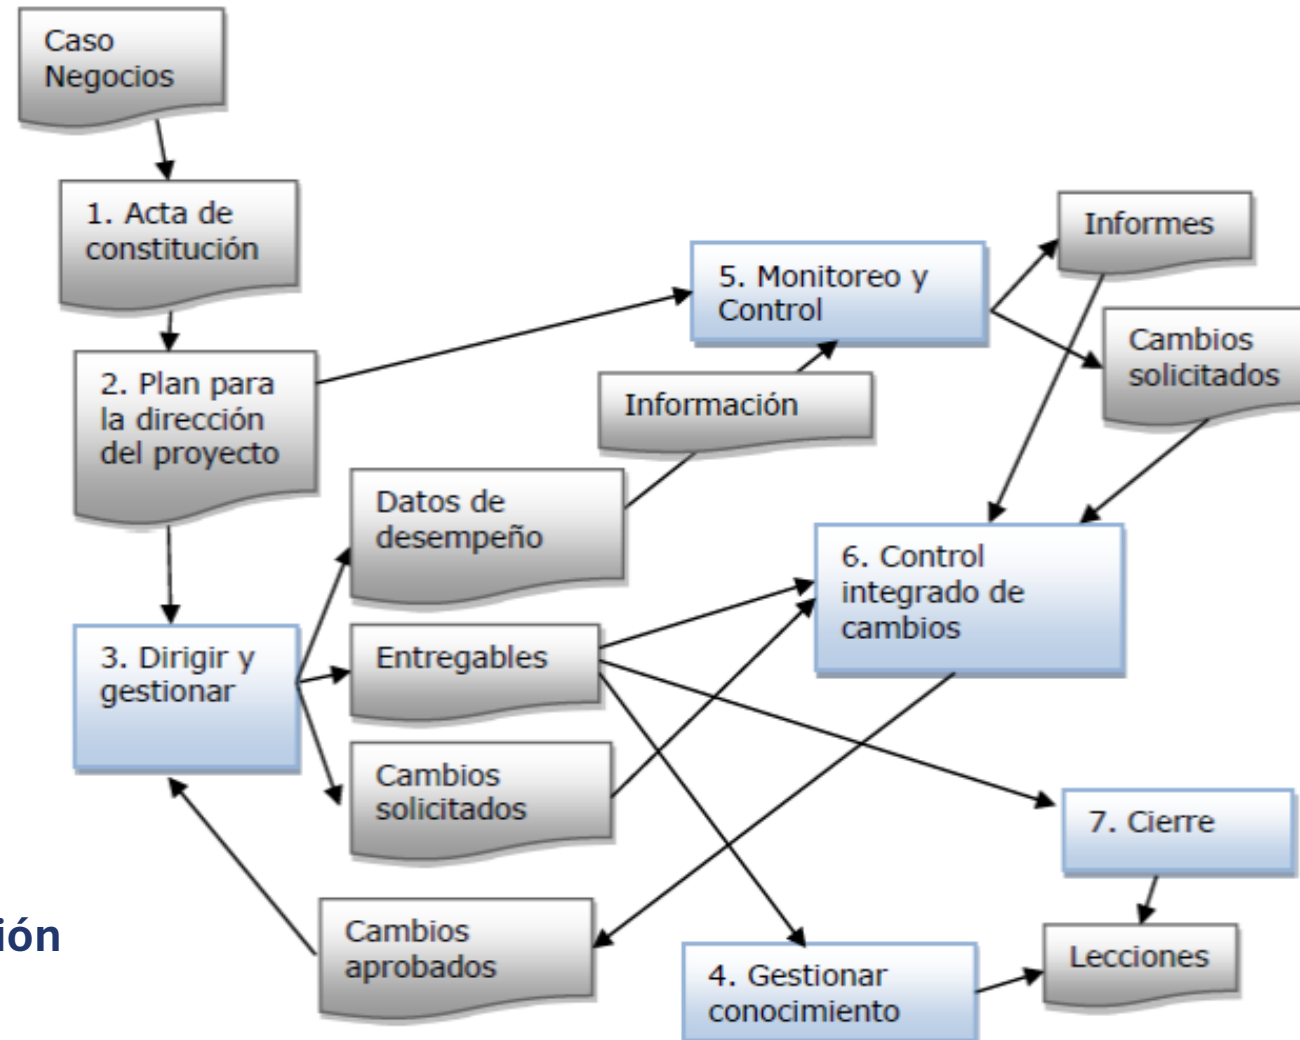 Caso
Negocios
1. Acta de
constitución
2. Plan para
la dirección
del proyecto
3. Dirigir y
gestionar
Datos de
desempeño
Entregables
Cambios
solicitados
Cambios
aprobados
Información
5. Monitoreo y
Control
Informes
Cambios
solicitados
6. Control
integrado de
cambios
7. Cierre
4. Gestionar
conocimiento
Lecciones
ión